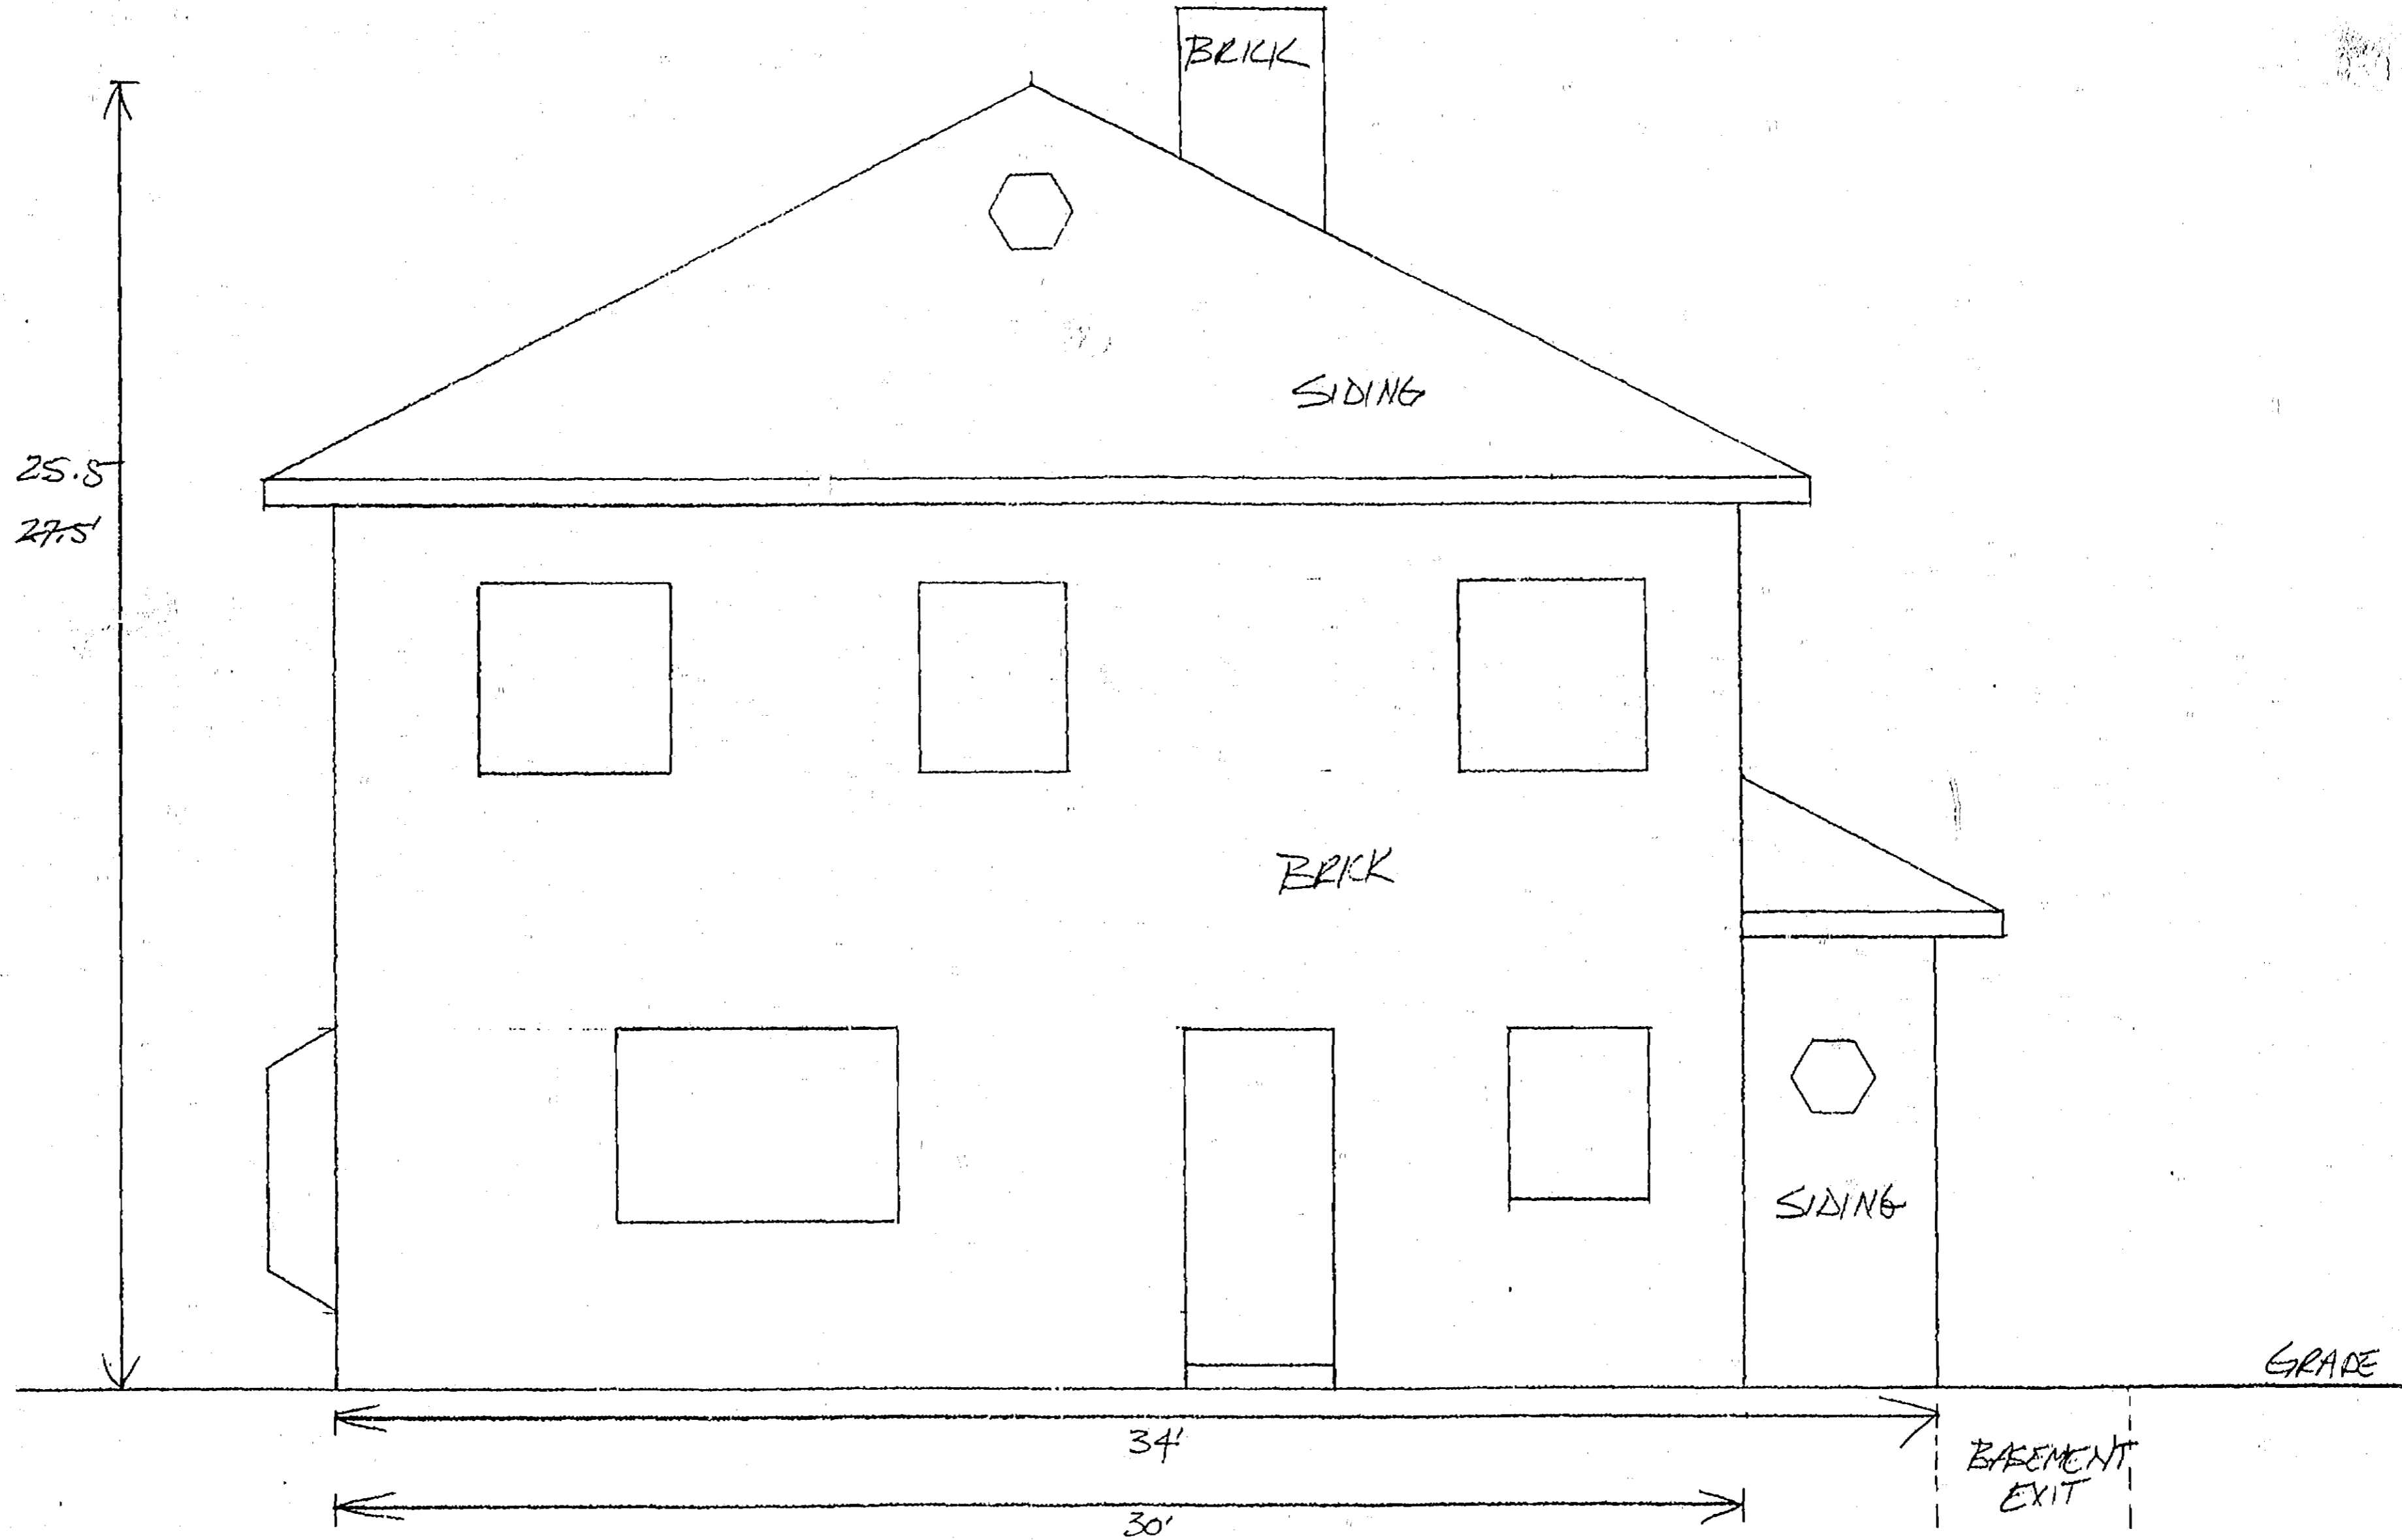 BRICK
SIDING
25.5
27.5'
BRICK
SIDING
GRADE
34'
BASEMENT
EXIT
30'